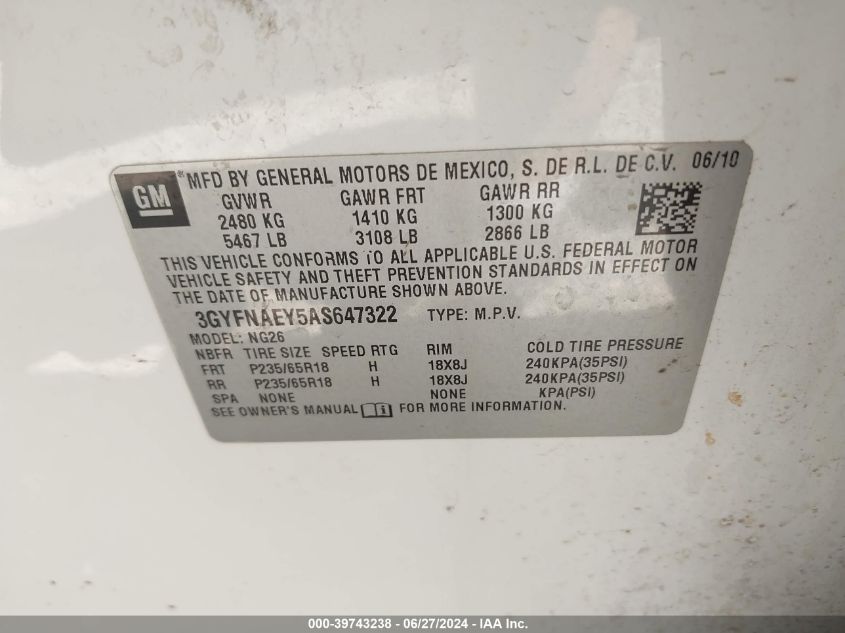 GM ® MFD BY GENERAL MOTORS DE MEXICO, S. DE R.L. DE C.V. 06/10
GVWR GAWR FRT GAWR RR
2480 KG 1410 KG 1300 KG
5467 LB 3108 LB 2866 LB
THIS VEHICLE CONFORMS TO ALL APPLICABLE U.S. FEDERAL MOTOR
VEHICLE SAFETY AND THEFT PREVENTION STANDARDS IN EFFECT ON
THE DATE OF MANUFACTURE SHOWN ABOVE.
3GYFNAEY5AS647322 TYPE: M.P.V.
MODEL: NG26
NBFR TIRE SIZE SPEED RTG RIM COLD TIRE PRESSURE
FRT P235/65R18 H 18X8J 240KPA(35PSI)
RR P235/65R18 H 18X8J 240KPA(35PSI)
SPA NONE NONE KPA(PSI)
SEE OWNER'S MANUAL i FOR MORE INFORMATION.
000-39743238 - 06/27/2024 - IAA Inc.